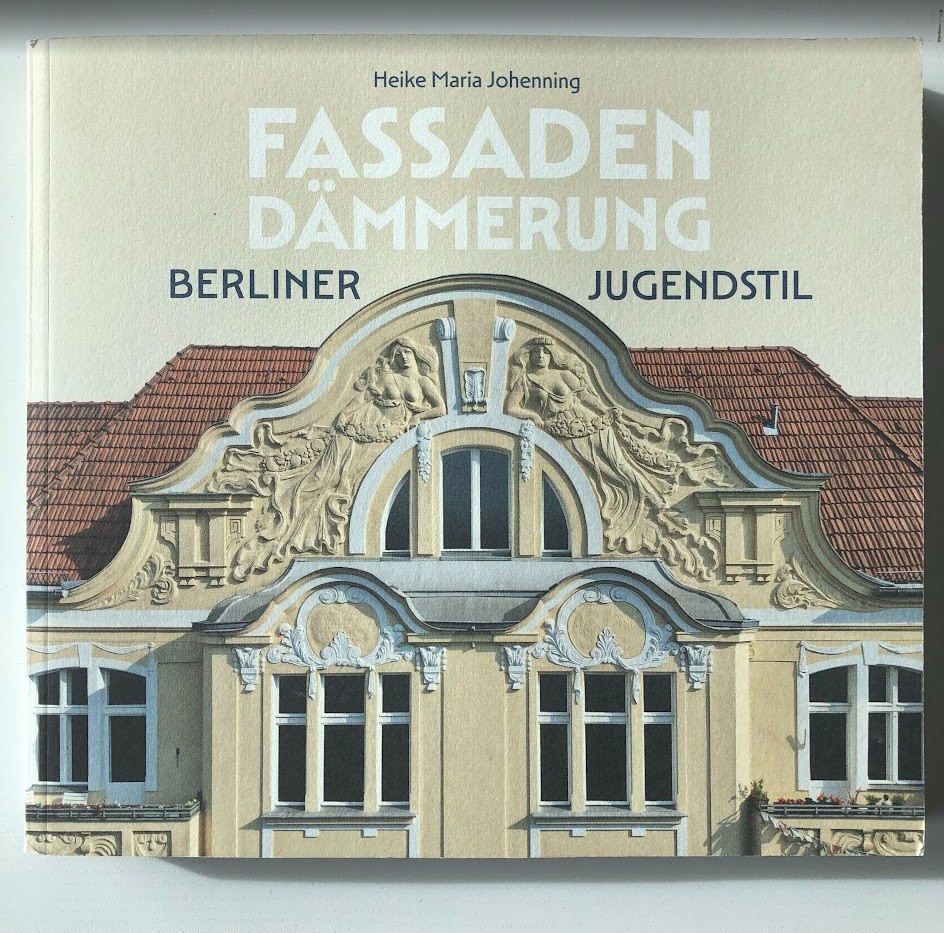 Heike Maria Johenning
FASSADEN
DÄMMERUNG
BERLINER JUGENDSTIL